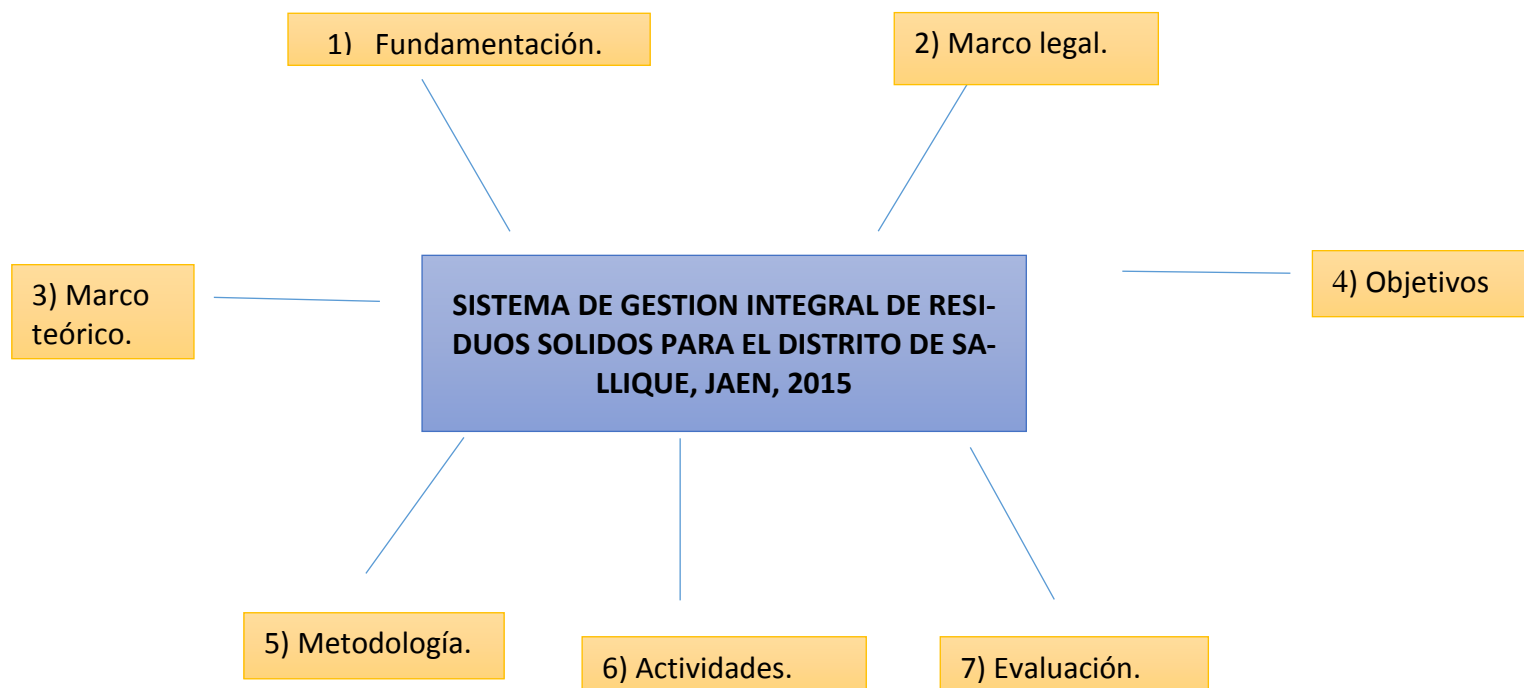 1) Fundamentación.
2) Marco legal.
3) Marco
teórico.
4) Objetivos
SISTEMA DE GESTION INTEGRAL DE RESI-
DUOS SOLIDOS PARA EL DISTRITO DE SA-
LLIQUE, JAEN, 2015
5) Metodología.
6) Actividades.
7) Evaluación.